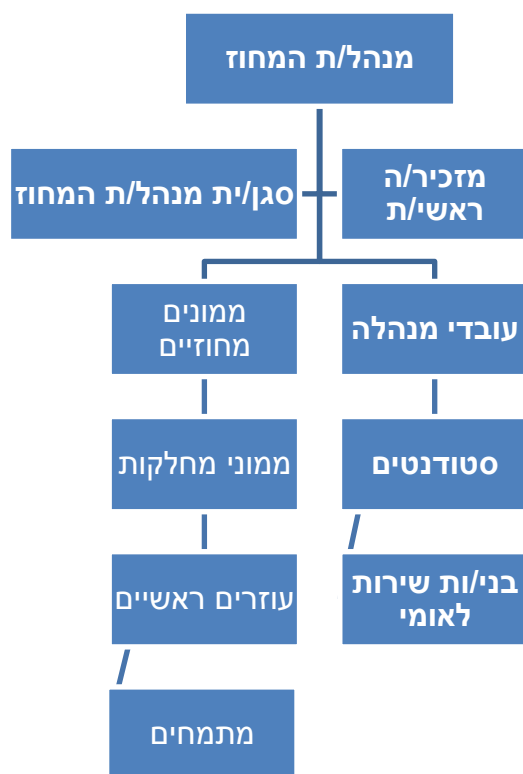 מנהל/ת המחוז
מזכיר/ה
ראשי/ת
סגן/ית מנהל/ת המחוז
עובדי מנהלה
ממונים
מחוזיים
סטודנטים
ממוני מחלקות
בני/ות שירות
לאומי
עוזרים ראשיים
מתמחים